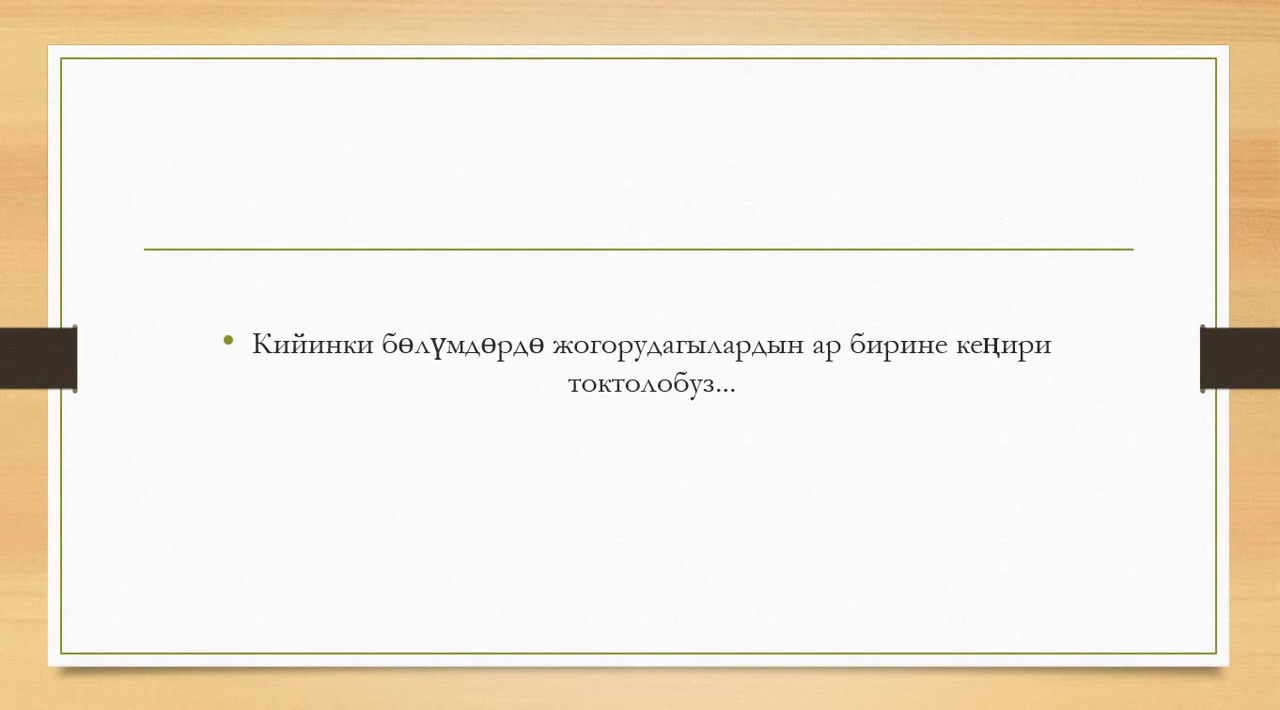 • Кийинки бөлүмдөрдө жогорудагылардын ар бирине кеңири
токтолобуз...